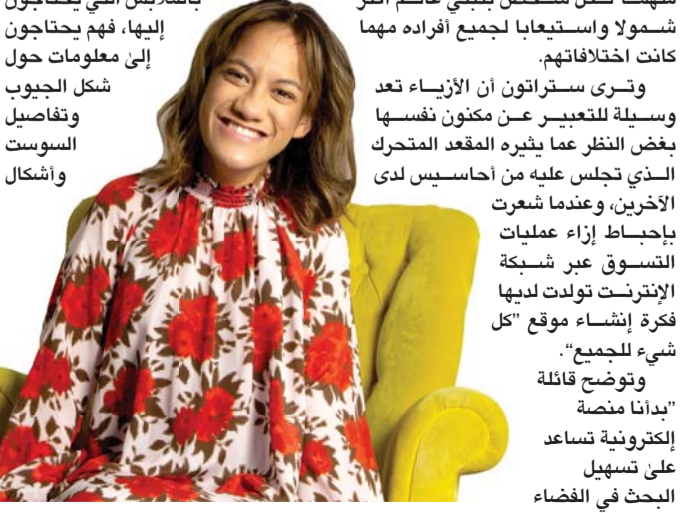 شمولا واستيعابا لجميع أفراده مهما
كانت اختلافاتهم.
وترى ستراتون أن الأزياء تعد
وسيلة للتعبير عن مكنون نفسها
بغض النظر عما يثيره المقعد المتحرك
الذي تجلس عليه من أحاسيس لدى
الآخرين، وعندما شعرت
بإحباط إزاء عمليات
التسوق عبر شبكة
الإنترنت تولدت لديها
فكرة إنشاء موقع ”كل
شيء للجميع“.
وتوضح قائلة
”بدأنا منصة
إلكترونية تساعد
على تسهيل
البحث في الفضاء
بالملابس التي يحتاجون
إليها، فهم يحتاجون
إلى معلومات حول
شكل الجيوب
وتفاصيل
السوست
وأشكال